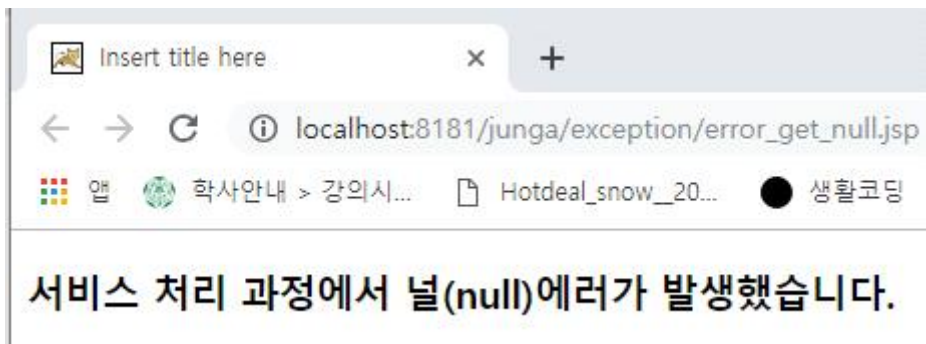 Insert title here
localhost:8181/junga/exception/error_get_null.jsp
앱 학사안내 > 강의시... Hotdeal_snow__20... 생활코딩
서비스 처리 과정에서 널(null)에러가 발생했습니다.